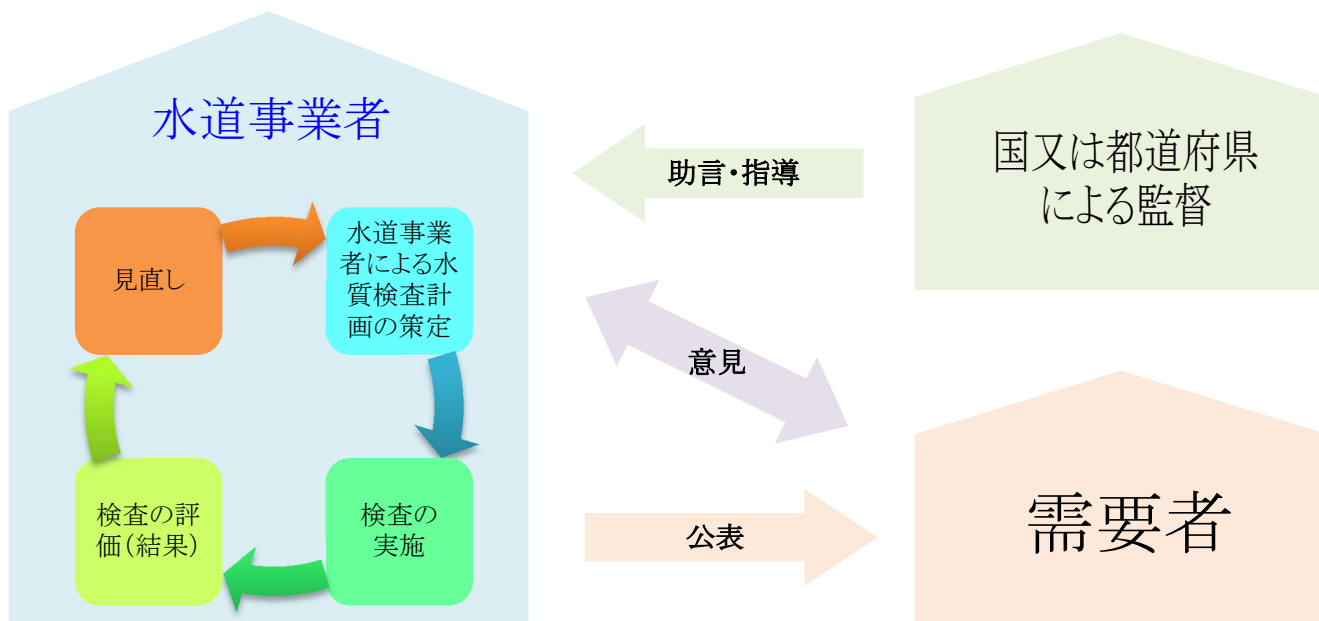 水道事業者
見直し
水道事業
者による水
質検査計
画の策定
検査の評
価(結果)
検査の
実施
助言・指導
意見
公表
国又は都道府県
による監督
需要者